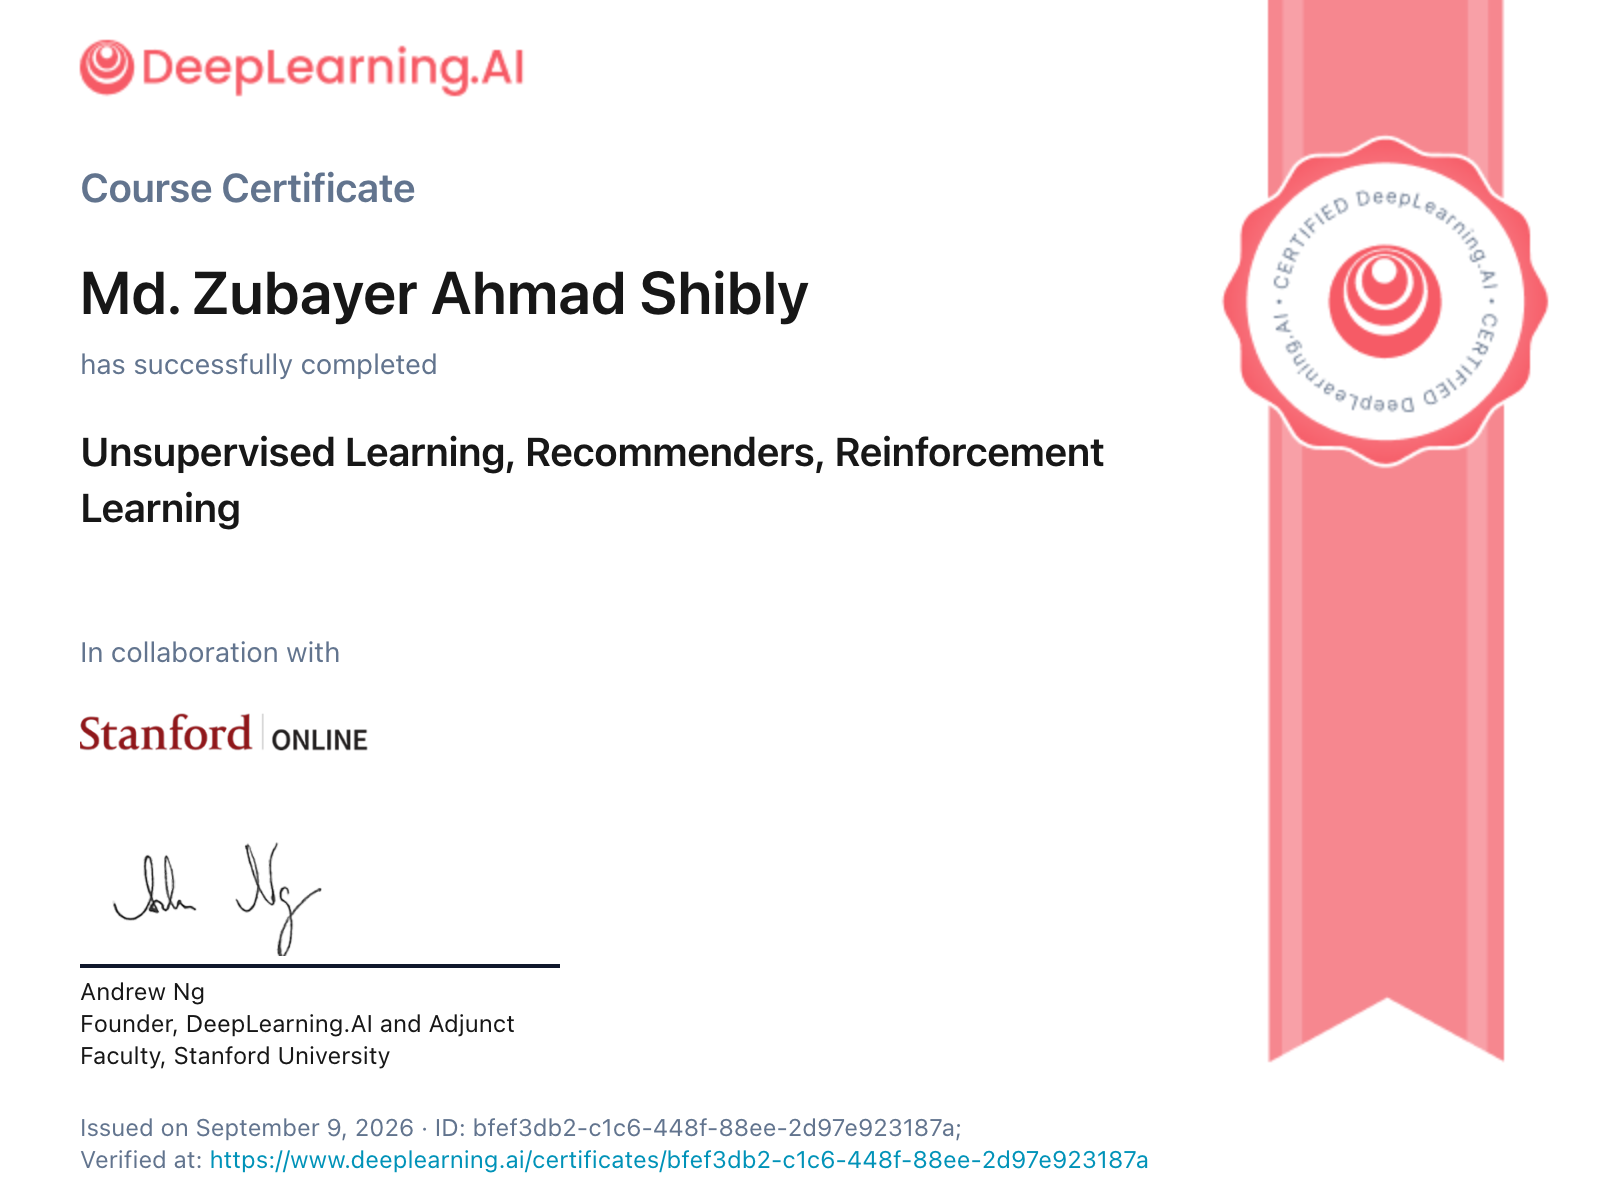 DeepLearning.AI
Course Certificate
Md. Zubayer Ahmad Shibly
has successfully completed
Unsupervised Learning, Recommenders, Reinforcement
Learning
In collaboration with
Stanford ONLINE
Andrew Ng
Founder, DeepLearning.AI and Adjunct
Faculty, Stanford University
Issued on September 9, 2026 · ID: bfef3db2-c1c6-448f-88ee-2d97e923187a;
Verified at: https://www.deeplearning.ai/certificates/bfef3db2-c1c6-448f-88ee-2d97e923187a
CERTIFIED DeepLearning.AI • CERTIFIED DeepLearning.AI •